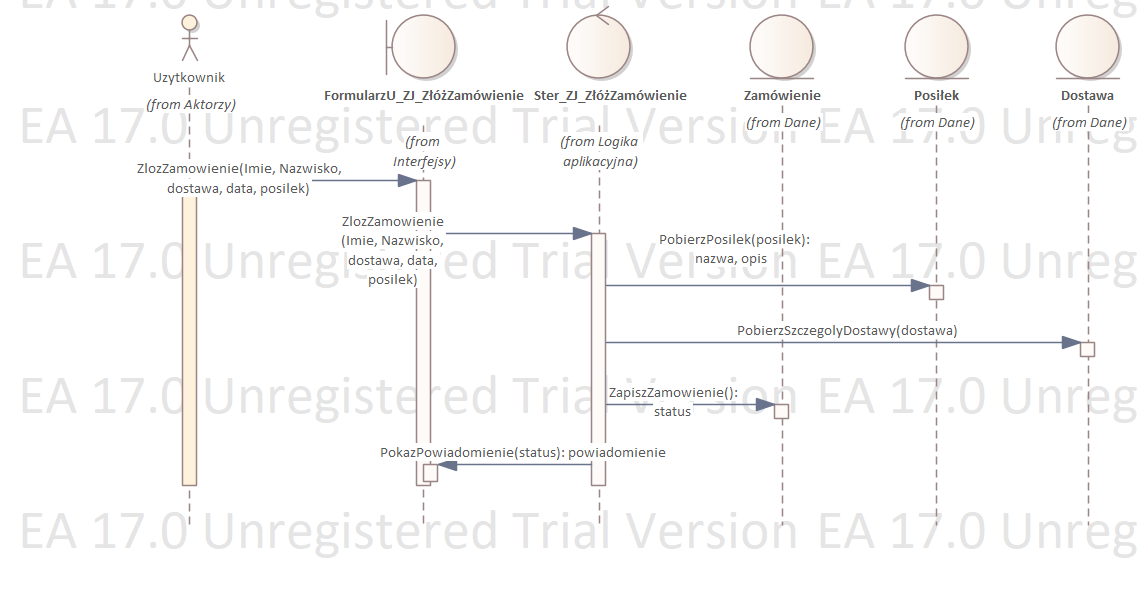 EA 17.0 Unregistered Trial Version EA 17.0 Unreg
Uzytkownik
(from Aktorzy)
FormularzU_ZJ_ZłóżZamówienie
(from
Interfejsy)
Ster_ZJ_ZłóżZamówienie
(from Logika
aplikacyjna)
Zamówienie
(from Dane)
Posiłek
(from Dane)
Dostawa
(from Dane)
EA 17.0 Unregistered Trial Version EA 17.0 Unreg
ZlozZamowienie(Imie, Nazwisko,
dostawa, data, posilek)
ZlozZamowienie
(Imie, Nazwisko,
dostawa, data,
posilek)
PobierzPosilek(posilek):
nazwa, opis
EA 17.0 Unregistered Trial Version EA 17.0 Unreg
PobierzSzczegolyDostawy(dostawa)
ZapiszZamowienie():
status
EA 17.0 Unregistered Trial Version EA 17.0 Unreg
PokazPowiadomienie(status): powiadomienie
EA 17.0 Unregistered Trial Version EA 17.0 Unreg